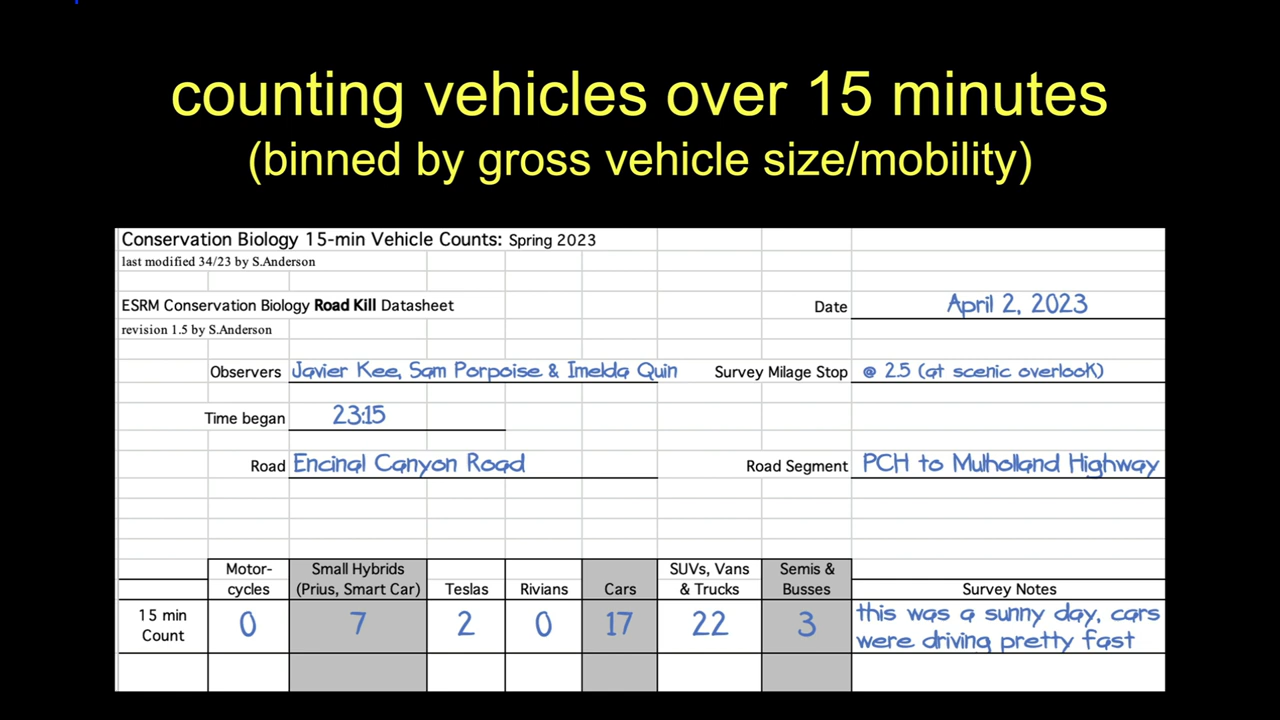 counting vehicles over 15 minutes
(binned by gross vehicle size/mobility)
Conservation Biology 15-min Vehicle Counts: Spring 2023
last modified 34/23 by S.Anderson
ESRM Conservation Biology Road Kill Datasheet
Date April 2, 2023
revision 1.5 by S.Anderson
Observers Javier Kee, Sam Porpoise & Imelda Quin
Survey Milage Stop @ 2.5 (at scenic overlook)
Time began 23:15
Road Encinal Canyon Road
Road Segment PCH to Mulholland Highway
Motor-
cycles
Small Hybrids
(Prius, Smart Car)
Teslas
Rivians
Cars
SUVs, Vans
& Trucks
Semis &
Busses
Survey Notes
15 min
Count
0
7
2
0
17
22
3
this was a sunny day, cars
were driving pretty fast